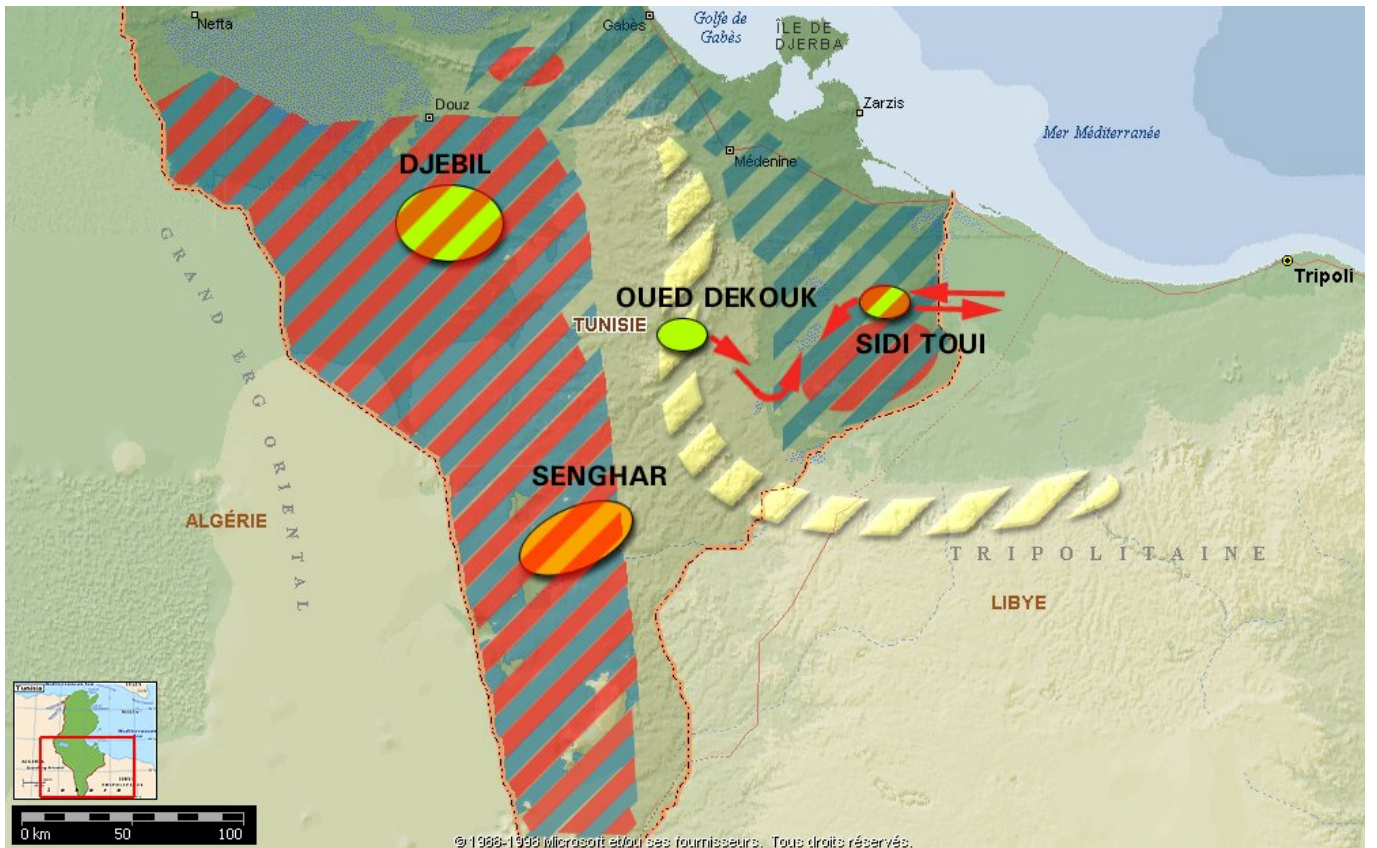 Nefta
Gabès
Golfe de
Gabès
ÎLE DE
DJERBA
Zarzis
Mer Méditerranée
Douz
Médenine
DJEBIL
GRAND ERG ORIENTAL
Tripoli
OUED DEKOUK
TUNISIE
SIDI TOUI
SENGHAR
ALGÉRIE
TRIPOLITAINE
LIBYE
Tunisia
0 km 50 100
© 1988-1998 Microsoft et/ou ses fournisseurs. Tous droits réservés.